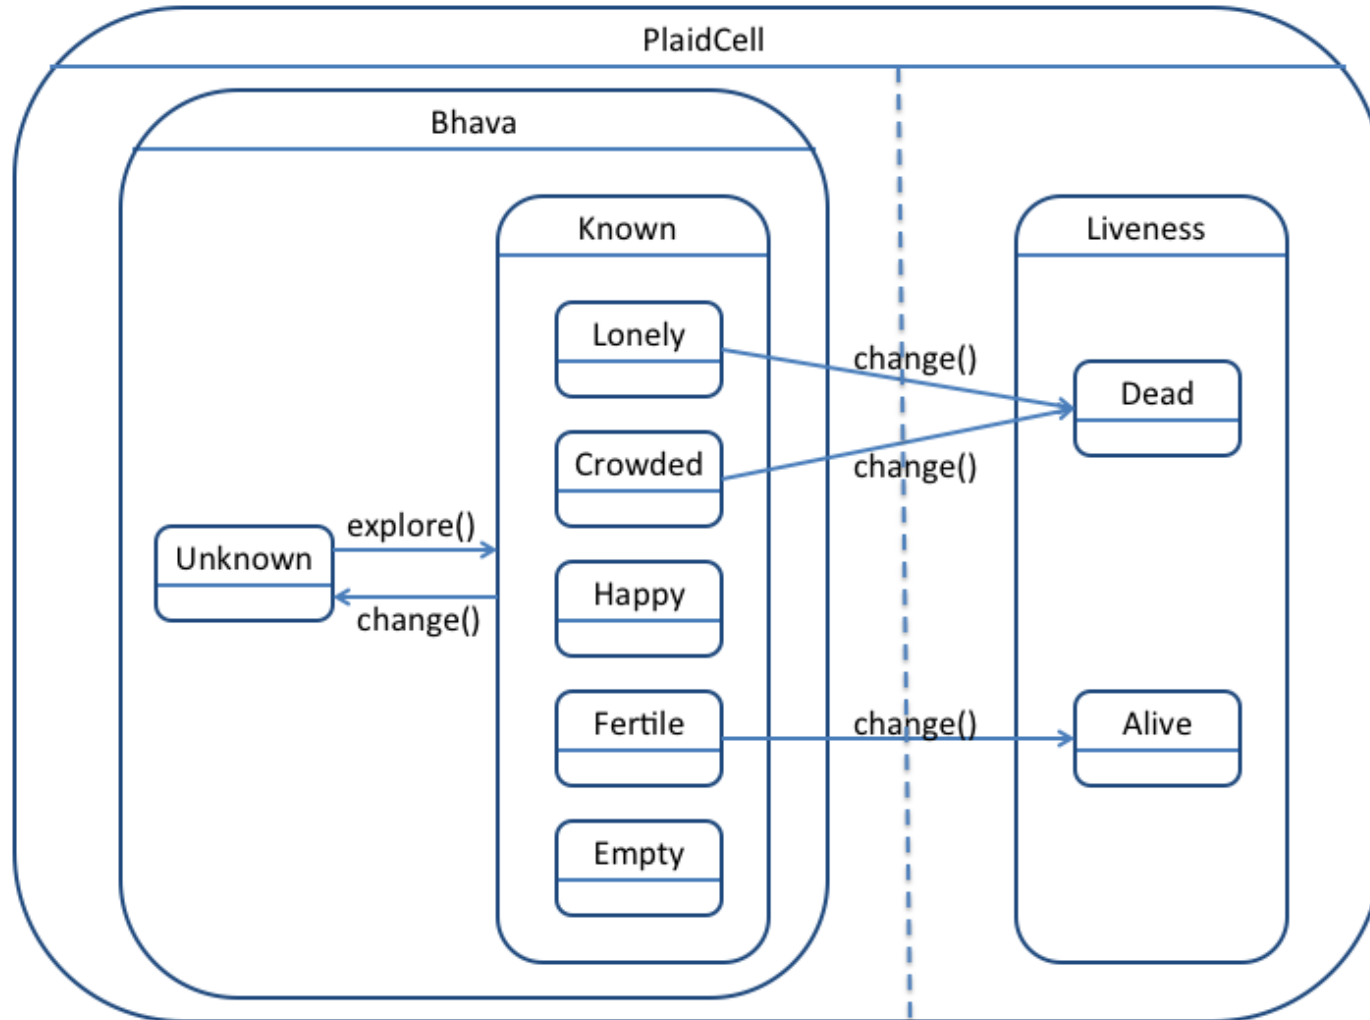 PlaidCell
Bhava
Known
Liveness
Lonely
change()
Dead
Crowded
change()
explore()
Unknown
change()
Happy
Fertile
change()
Alive
Empty